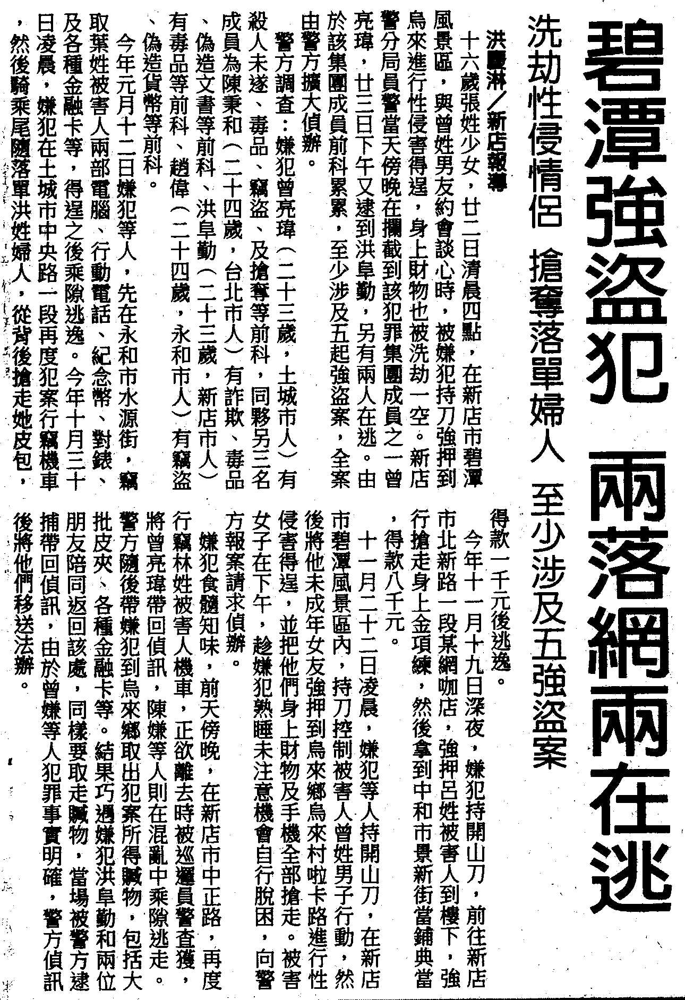 碧潭強盜犯　兩落網兩在逃
洗劫性侵情侶　搶奪落單婦人　至少涉及五強盜案
洪慶淋／新店報導
十六歲張姓少女，廿二日清晨四點，在新店市碧潭
風景區，與曾姓男友約會談心時，被嫌犯持刀強押到
烏來進行性侵害得逞，身上財物也被洗劫一空。新店
警分局員警當天傍晚在攔截到該犯罪集團成員之一曾
亮瑋，廿三日下午又逮到洪阜勤，另有兩人在逃。由
於該集團成員前科累累，至少涉及五起強盜案，全案
由警方擴大偵辦。
警方調查：嫌犯曾亮瑋（二十三歲，土城市人）有
殺人未遂、毒品、竊盜、及搶奪等前科，同夥另三名
成員為陳秉和（二十四歲，台北市人）有詐欺、毒品
、偽造文書等前科、洪阜勤（二十三歲，新店市人）
有毒品等前科、趙偉（二十四歲，永和市人）有竊盜
、偽造貨幣等前科。
今年元月十二日嫌犯等人，先在永和市水源街，竊
取葉姓被害人兩部電腦、行動電話、紀念幣、對錶、
及各種金融卡等，得逞之後乘隙逃逸。今年十月三十
日凌晨，嫌犯在土城市中央路一段再度犯案行竊機車
，然後騎乘尾隨落單洪姓婦人，從背後搶走她皮包，
得款一千元後逃逸。
今年十一月十九日深夜，嫌犯持開山刀，前往新店
市北新路一段某網咖店，強押呂姓被害人到樓下，強
行搶走身上金項練，然後拿到中和市景新街當鋪典當
，得款八千元。
十一月二十二日凌晨，嫌犯等人持開山刀，在新店
市碧潭風景區內，持刀控制被害人曾姓男子行動，然
後將他未成年女友強押到烏來鄉烏來村啦卡路進行性
侵害得逞，並把他們身上財物及手機全部搶走。被害
女子在下午，趁嫌犯熟睡未注意機會自行脫困，向警
方報案請求偵辦。
嫌犯食髓知味，前天傍晚，在新店市中正路，再度
行竊林姓被害人機車，正欲離去時被巡邏員警查獲，
將曾亮瑋帶回偵訊，陳嫌等人則在混亂中乘隙逃走。
警方隨後帶嫌犯到烏來鄉取出犯案所得贓物，包括大
批皮夾、各種金融卡等。結果巧遇嫌犯洪阜勤和兩位
朋友陪同返回該處，同樣要取走贓物，當場被警方逮
捕帶回偵訊，由於曾嫌等人犯罪事實明確，警方偵訊
後將他們移送法辦。